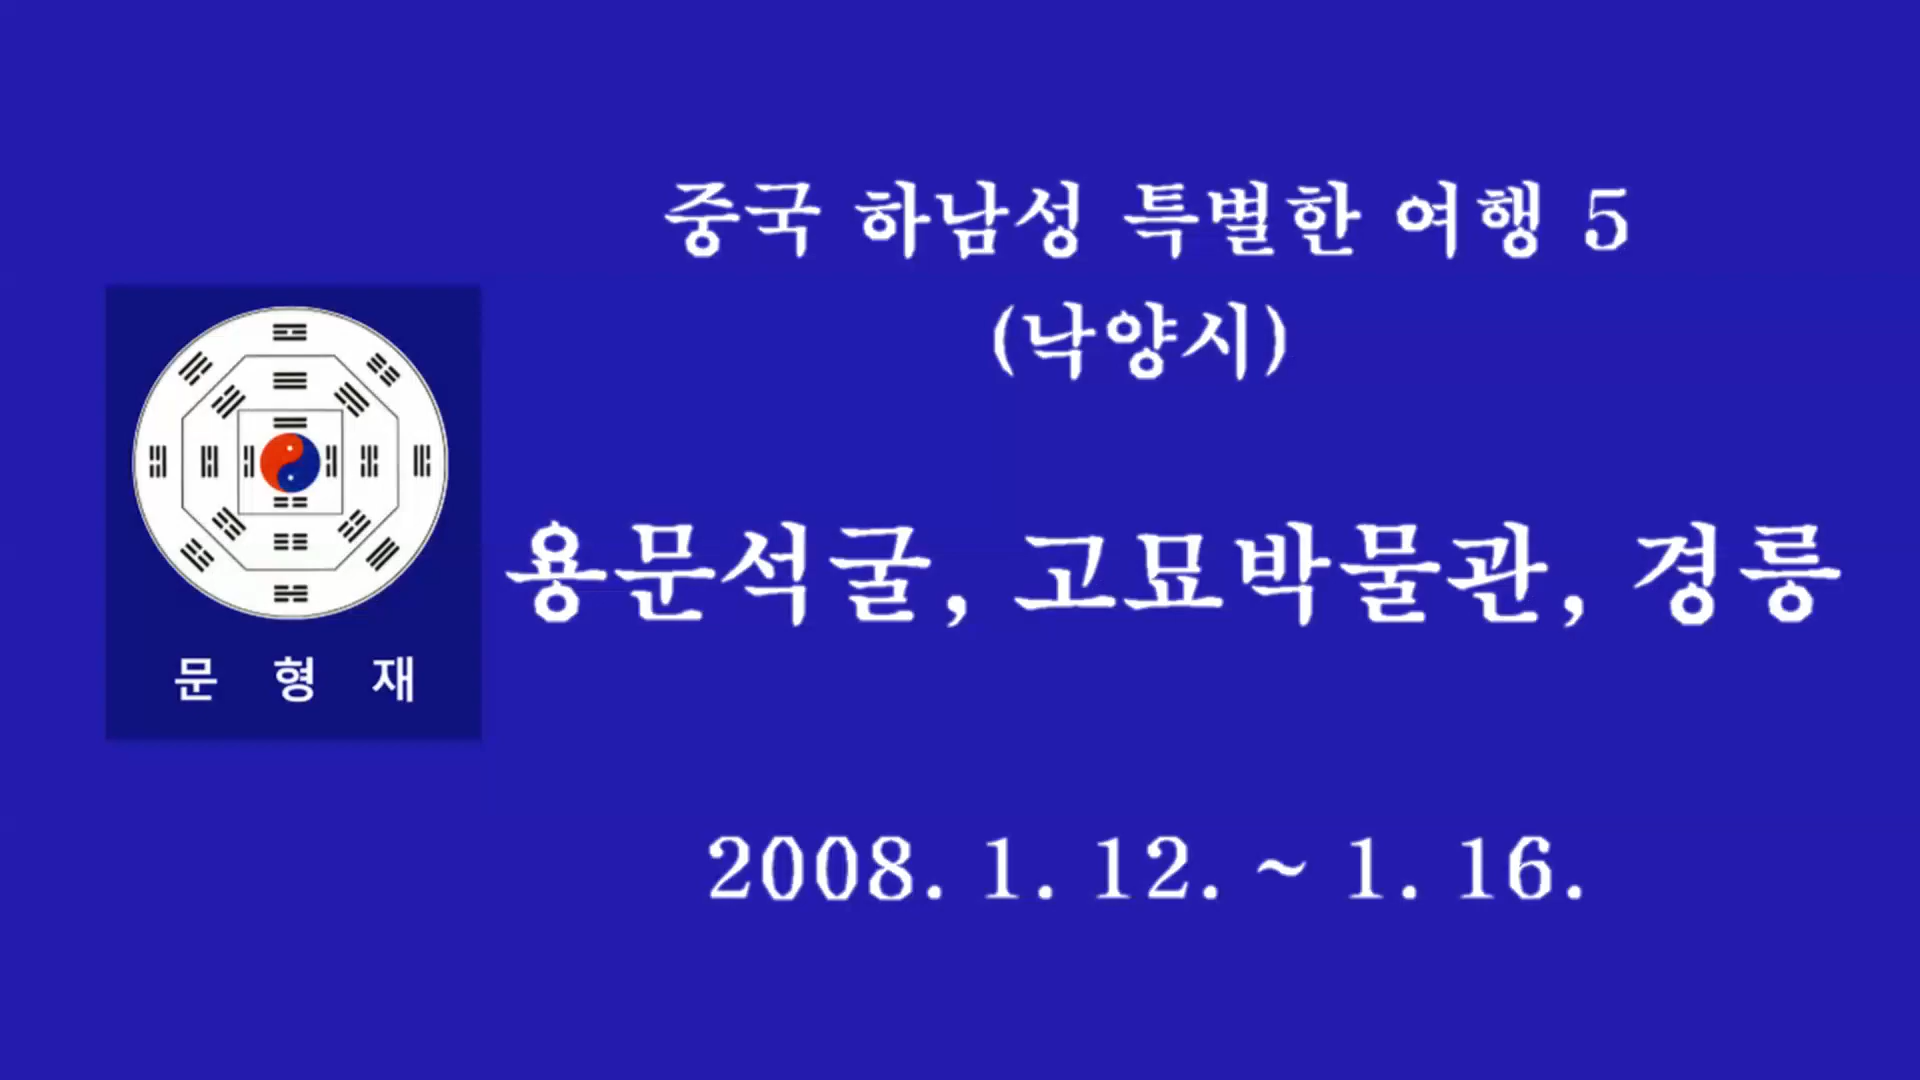 중국 하남성 특별한 여행 5
(낙양시)
용문석굴, 고묘박물관, 경릉
2008. 1. 12. ~ 1. 16.
문 형 재